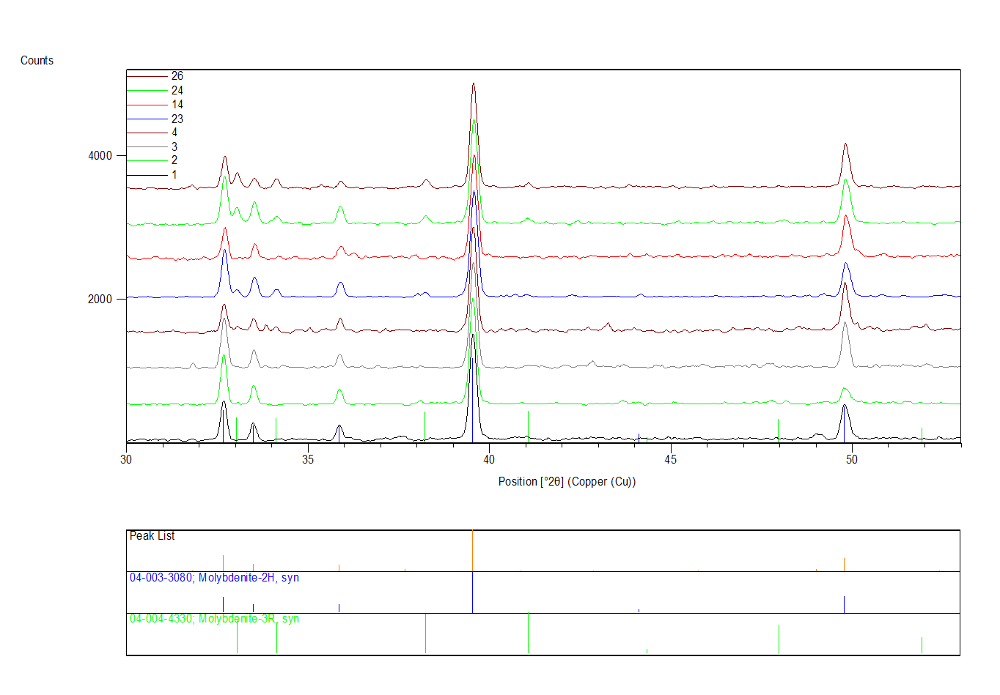 Counts
26
24
14
23
4
3
2
1
4000
2000
30 35 40 45 50
Position [°2θ] (Copper (Cu))
Peak List
04-003-3080; Molybdenite-2H, syn
04-004-4330; Molybdenite-3R, syn